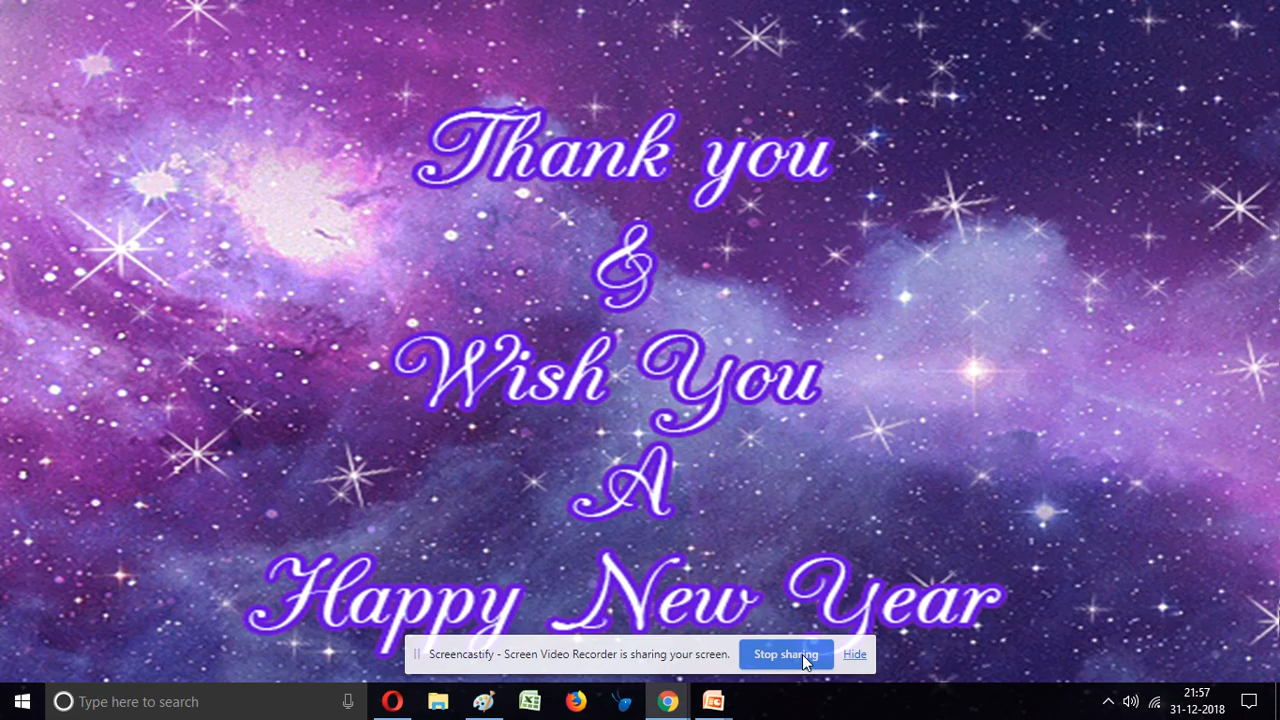 Thank you
&
Wish You
A
Happy New Year
Screencastify - Screen Video Recorder is sharing your screen. Stop sharing Hide
Type here to search
21:57
31-12-2018